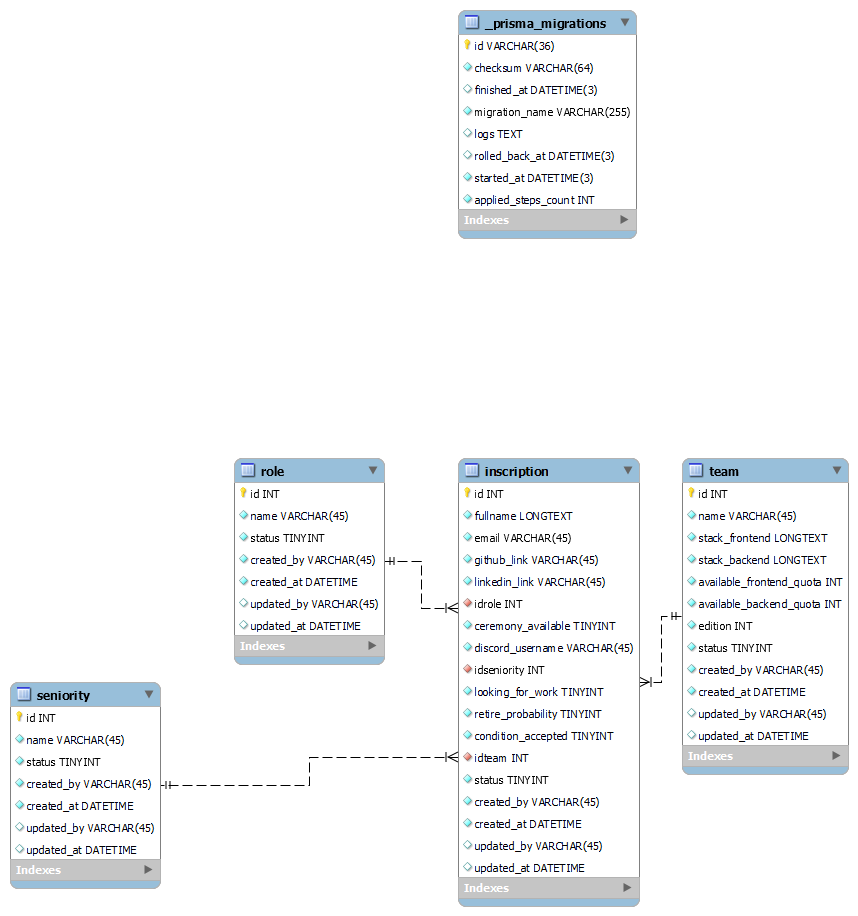 _prisma_migrations
id VARCHAR(36)
checksum VARCHAR(64)
finished_at DATETIME(3)
migration_name VARCHAR(255)
logs TEXT
rolled_back_at DATETIME(3)
started_at DATETIME(3)
applied_steps_count INT
Indexes
role
id INT
name VARCHAR(45)
status TINYINT
created_by VARCHAR(45)
created_at DATETIME
updated_by VARCHAR(45)
updated_at DATETIME
Indexes
inscription
id INT
fullname LONGTEXT
email VARCHAR(45)
github_link VARCHAR(45)
linkedin_link VARCHAR(45)
idrole INT
ceremony_available TINYINT
discord_username VARCHAR(45)
idseniority INT
looking_for_work TINYINT
retire_probability TINYINT
condition_accepted TINYINT
idteam INT
status TINYINT
created_by VARCHAR(45)
created_at DATETIME
updated_by VARCHAR(45)
updated_at DATETIME
Indexes
team
id INT
name VARCHAR(45)
stack_frontend LONGTEXT
stack_backend LONGTEXT
available_frontend_quota INT
available_backend_quota INT
edition INT
status TINYINT
created_by VARCHAR(45)
created_at DATETIME
updated_by VARCHAR(45)
updated_at DATETIME
Indexes
seniority
id INT
name VARCHAR(45)
status TINYINT
created_by VARCHAR(45)
created_at DATETIME
updated_by VARCHAR(45)
updated_at DATETIME
Indexes